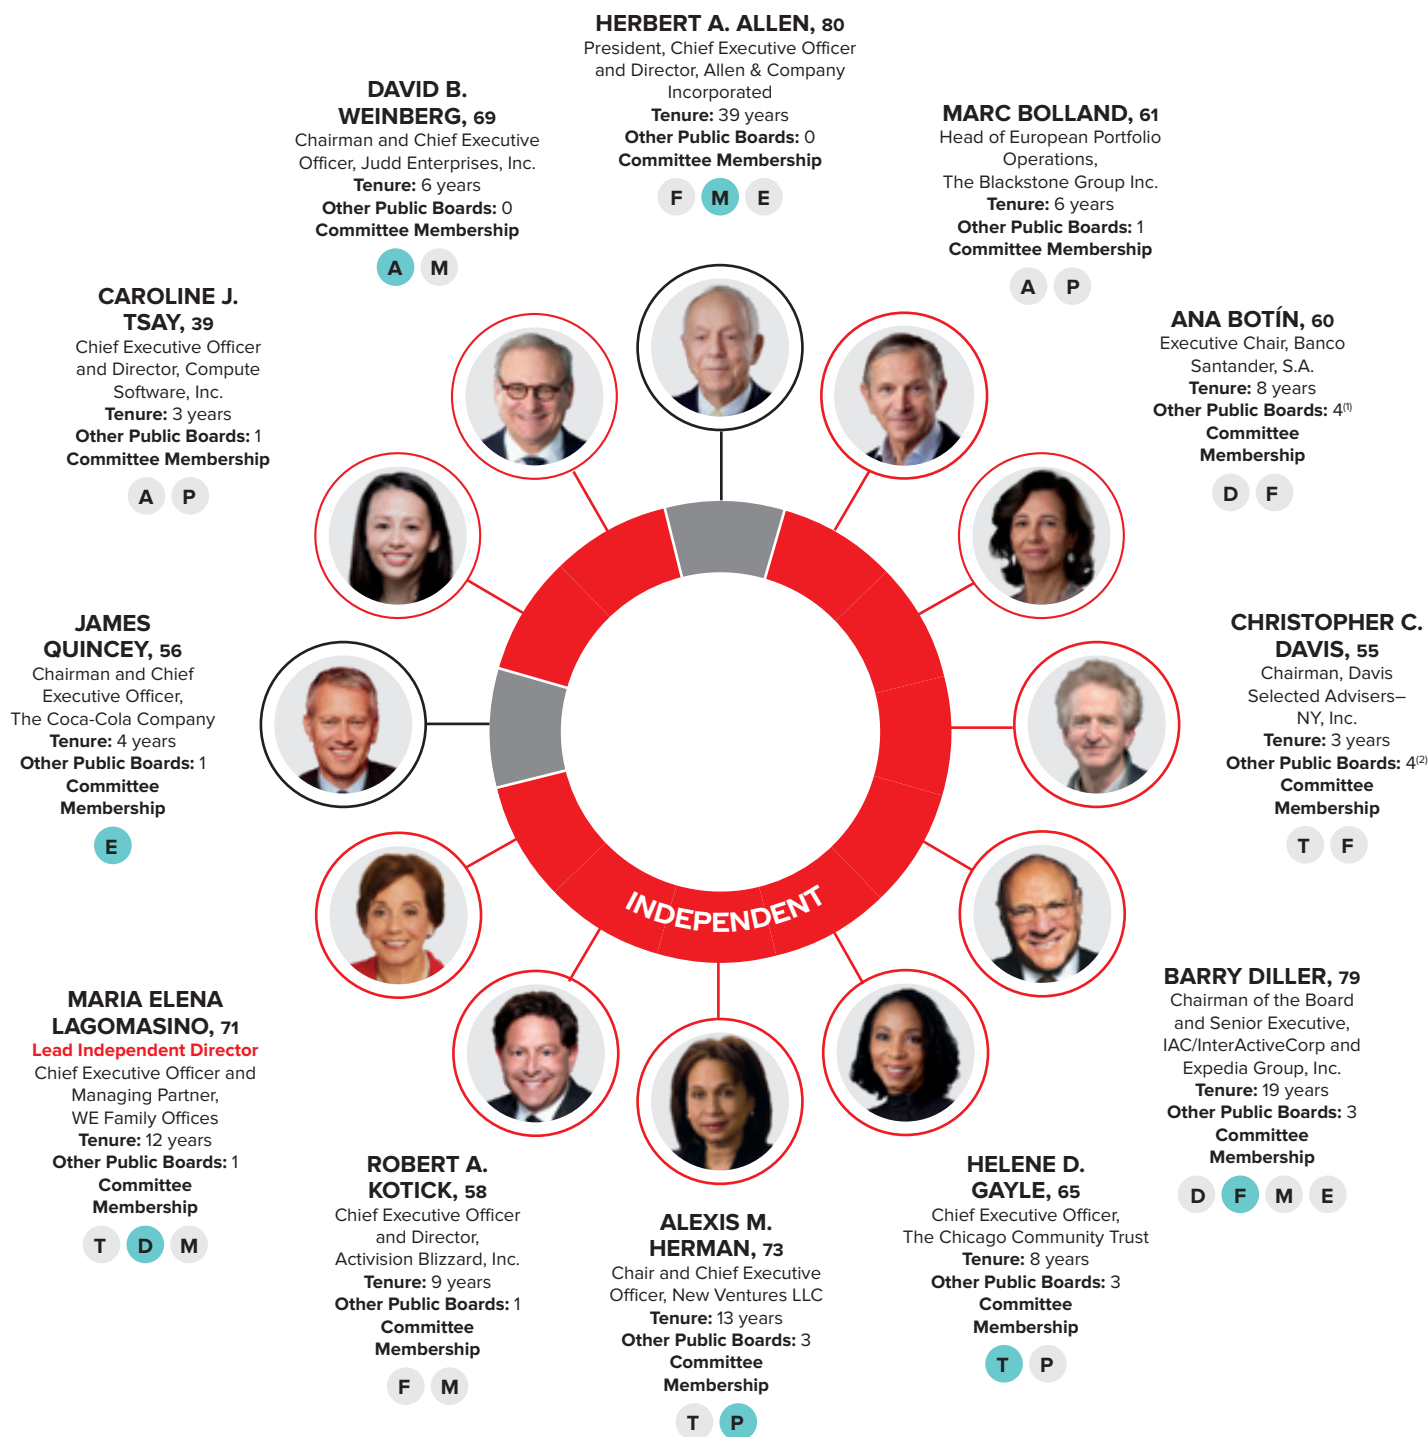 HERBERT A. ALLEN, 80
President, Chief Executive Officer
and Director, Allen & Company
Incorporated
Tenure: 39 years
Other Public Boards: 0
Committee Membership
F M E
MARC BOLLAND, 61
Head of European Portfolio
Operations,
The Blackstone Group Inc.
Tenure: 6 years
Other Public Boards: 1
Committee Membership
A P
ANA BOTÍN, 60
Executive Chair, Banco
Santander, S.A.
Tenure: 8 years
Other Public Boards: 4(1)
Committee
Membership
D F
CHRISTOPHER C.
DAVIS, 55
Chairman, Davis
Selected Advisers–
NY, Inc.
Tenure: 3 years
Other Public Boards: 4(2)
Committee
Membership
T F
BARRY DILLER, 79
Chairman of the Board
and Senior Executive,
IAC/InterActiveCorp and
Expedia Group, Inc.
Tenure: 19 years
Other Public Boards: 3
Committee
Membership
D F M E
HELENE D.
GAYLE, 65
Chief Executive Officer,
The Chicago Community Trust
Tenure: 8 years
Other Public Boards: 3
Committee
Membership
T P
ALEXIS M.
HERMAN, 73
Chair and Chief Executive
Officer, New Ventures LLC
Tenure: 13 years
Other Public Boards: 3
Committee
Membership
T P
ROBERT A.
KOTICK, 58
Chief Executive Officer
and Director,
Activision Blizzard, Inc.
Tenure: 9 years
Other Public Boards: 1
Committee
Membership
F M
MARIA ELENA
LAGOMASINO, 71
Lead Independent Director
Chief Executive Officer and
Managing Partner,
WE Family Offices
Tenure: 12 years
Other Public Boards: 1
Committee
Membership
T D M
JAMES
QUINCEY, 56
Chairman and Chief
Executive Officer,
The Coca-Cola Company
Tenure: 4 years
Other Public Boards: 1
Committee
Membership
E
CAROLINE J.
TSAY, 39
Chief Executive Officer
and Director, Compute
Software, Inc.
Tenure: 3 years
Other Public Boards: 1
Committee Membership
A P
DAVID B.
WEINBERG, 69
Chairman and Chief Executive
Officer, Judd Enterprises, Inc.
Tenure: 6 years
Other Public Boards: 0
Committee Membership
A M
INDEPENDENT